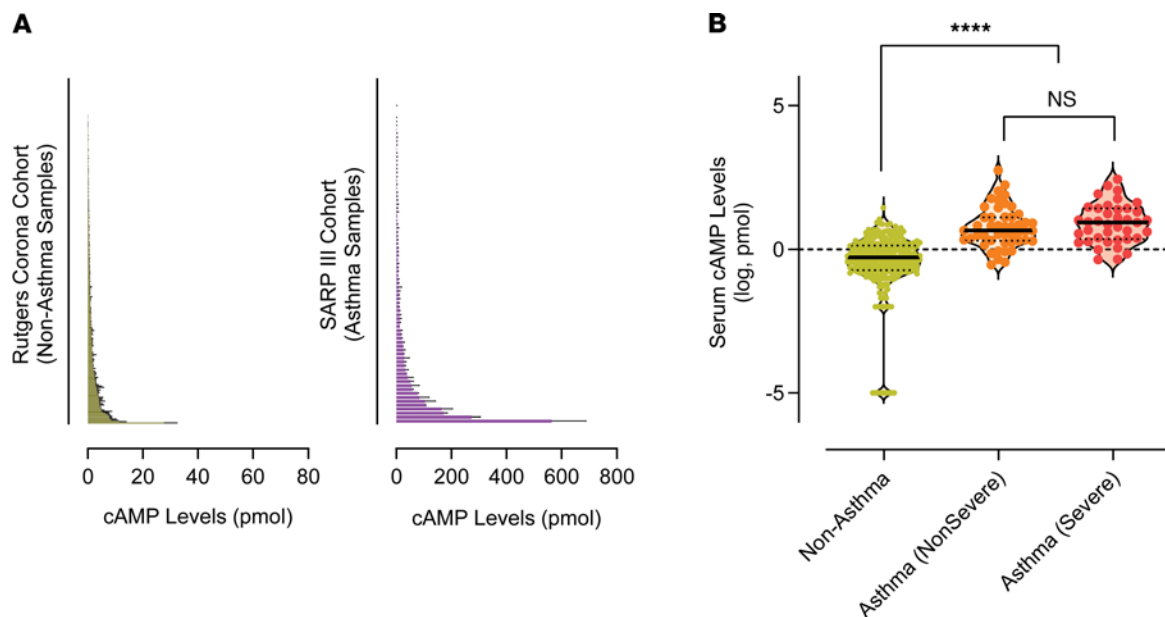 A
Rutgers Corona Cohort
(Non-Asthma Samples)
0 20 40 60 80
cAMP Levels (pmol)
SARP III Cohort
(Asthma Samples)
0 200 400 600 800
cAMP Levels (pmol)
B
****
NS
Serum cAMP Levels
(log, pmol)
5
0
-5
Non-Asthma
Asthma (NonSevere)
Asthma (Severe)